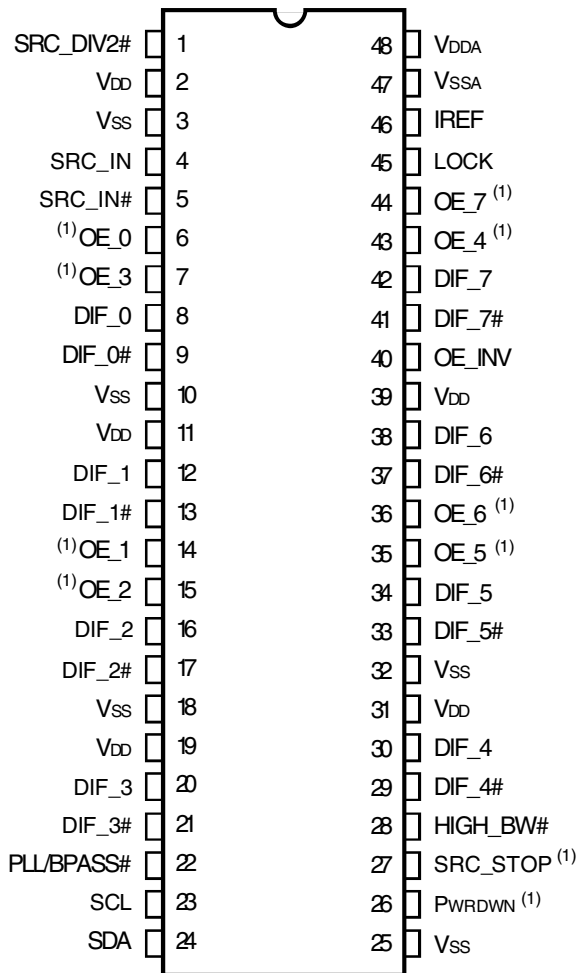 SRC_DIV2# 1 48 VDDA
VDD 2 47 VSSA
VSS 3 46 IREF
SRC_IN 4 45 LOCK
SRC_IN# 5 44 OE_7 (1)
(1) OE_0 6 43 OE_4 (1)
(1) OE_3 7 42 DIF_7
DIF_0 8 41 DIF_7#
DIF_0# 9 40 OE_INV
VSS 10 39 VDD
VDD 11 38 DIF_6
DIF_1 12 37 DIF_6#
DIF_1# 13 36 OE_6 (1)
(1) OE_1 14 35 OE_5 (1)
(1) OE_2 15 34 DIF_5
DIF_2 16 33 DIF_5#
DIF_2# 17 32 VSS
VSS 18 31 VDD
VDD 19 30 DIF_4
DIF_3 20 29 DIF_4#
DIF_3# 21 28 HIGH_BW#
PLL/BPASS# 22 27 SRC_STOP (1)
SCL 23 26 PWRDWN (1)
SDA 24 25 VSS